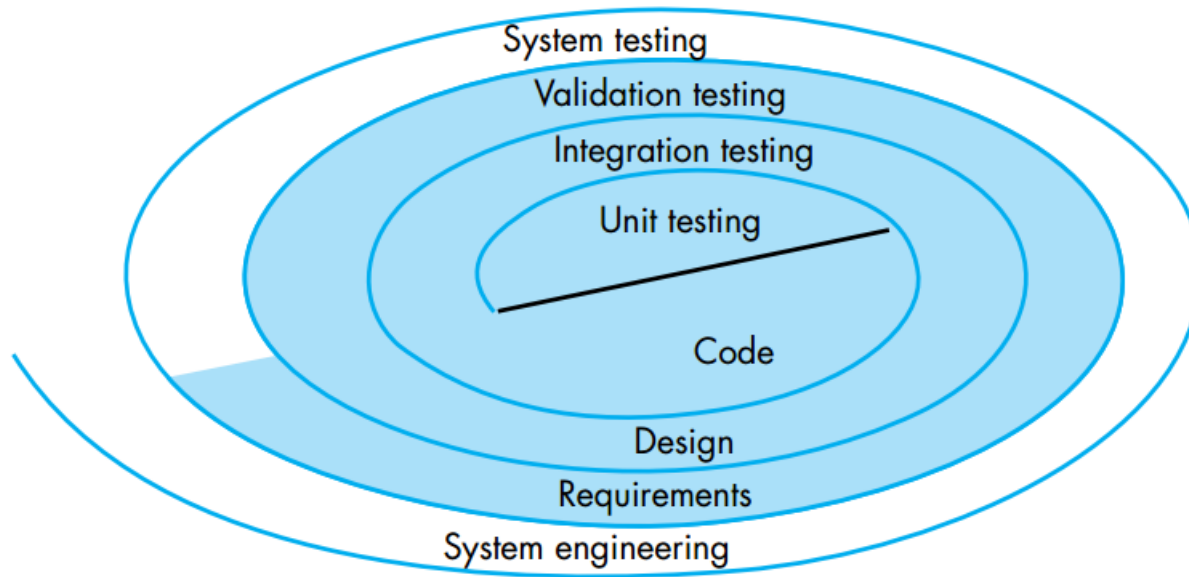 System testing
Validation testing
Integration testing
Unit testing
Code
Design
Requirements
System engineering